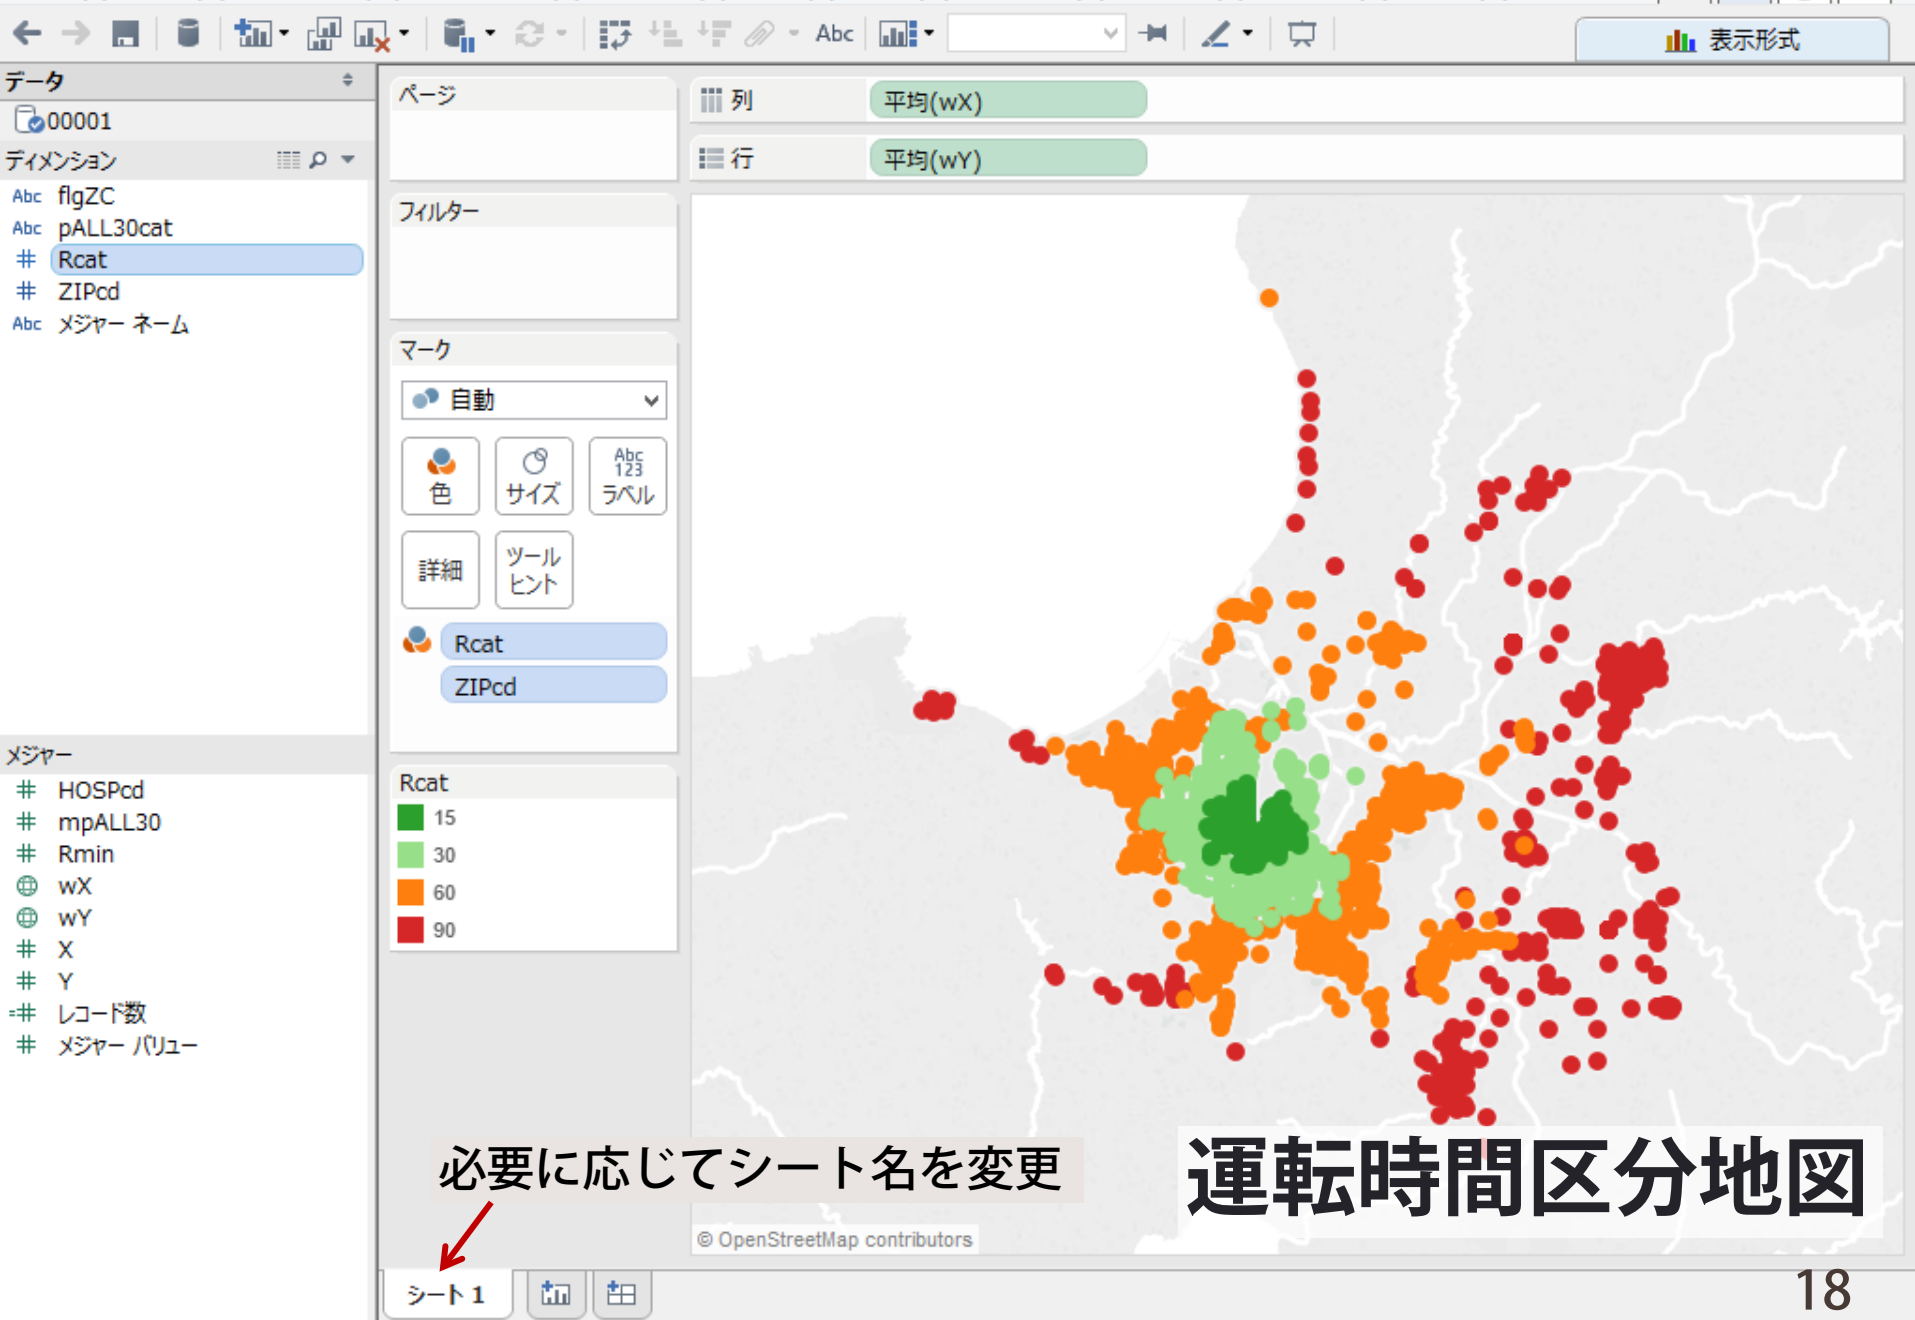 Abc
表示形式
データ
00001
ディメンション
Abc flgZC
Abc pALL30cat
# Rcat
# ZIPcd
Abc メジャー ネーム
メジャー
# HOSPcd
# mpALL30
# Rmin
wX
wY
# X
# Y
=# レコード数
# メジャー バリュー
ページ
フィルター
マーク
自動
色
サイズ
Abc
123
ラベル
詳細
ツール
ヒント
Rcat
ZIPcd
Rcat
15
30
60
90
列
平均(wX)
行
平均(wY)
必要に応じてシート名を変更
運転時間区分地図
© OpenStreetMap contributors
シート 1
18